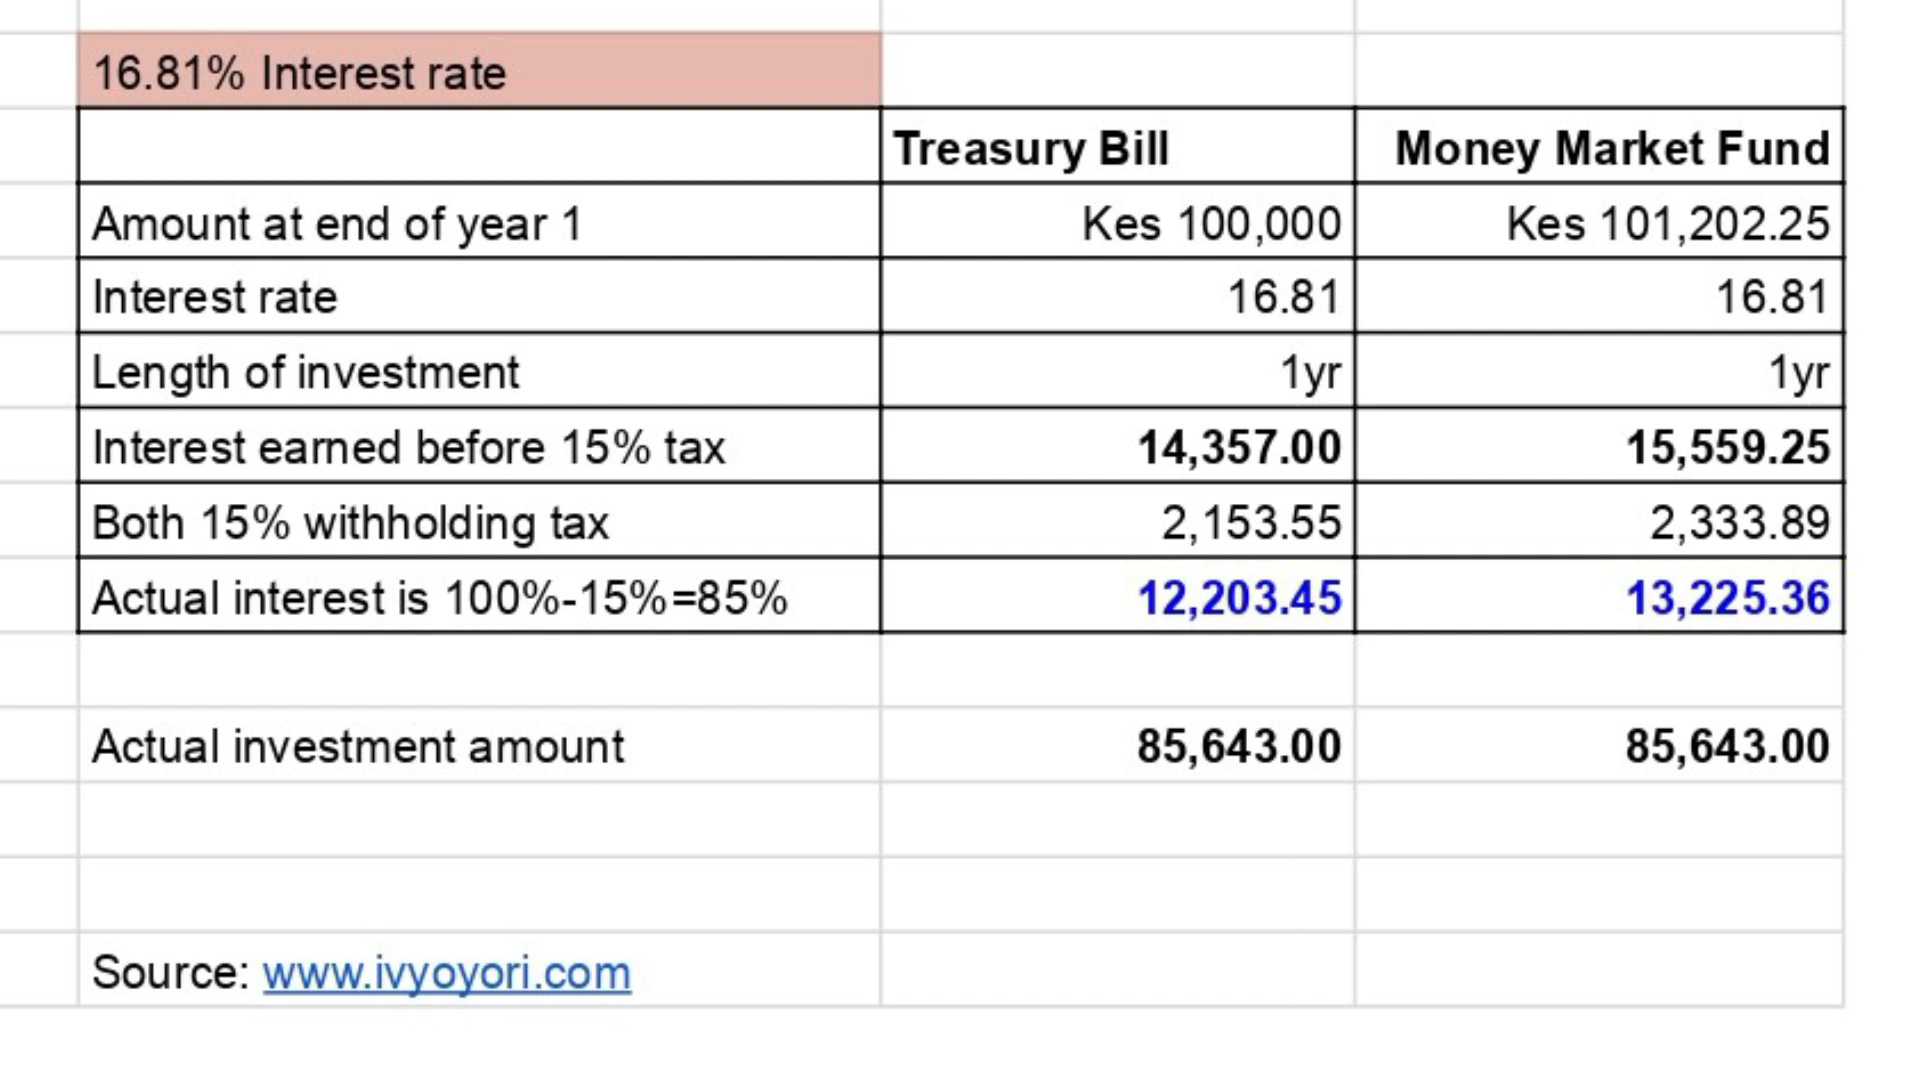 16.81% Interest rate
Treasury Bill Money Market Fund
Amount at end of year 1 Kes 100,000 Kes 101,202.25
Interest rate 16.81 16.81
Length of investment 1yr 1yr
Interest earned before 15% tax 14,357.00 15,559.25
Both 15% withholding tax 2,153.55 2,333.89
Actual interest is 100%-15%=85% 12,203.45 13,225.36
Actual investment amount 85,643.00 85,643.00
Source: www.ivyoyori.com